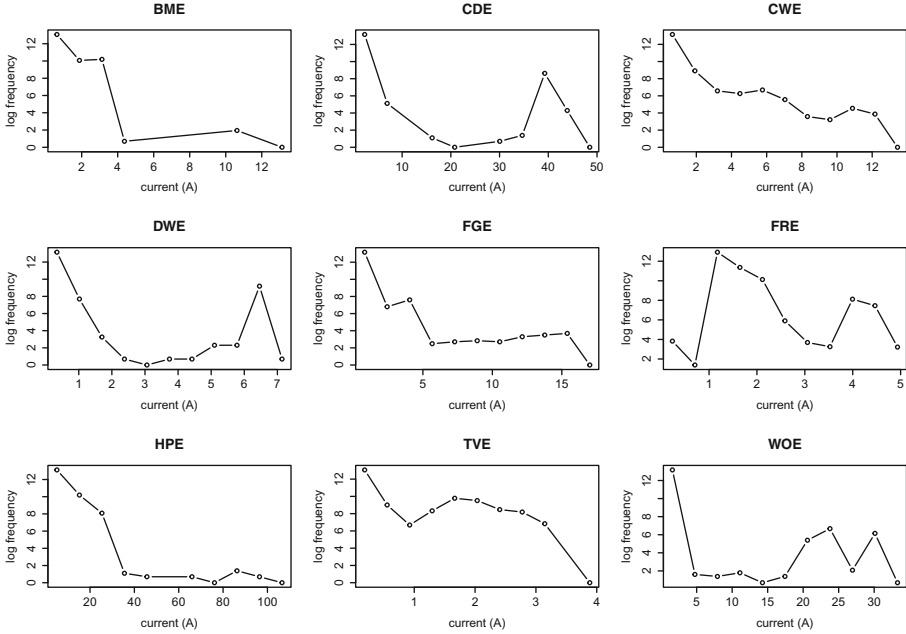 BME
CDE
CWE
log frequency
0 2 4 6 8 12
2 4 6 8 10 12
current (A)
log frequency
0 2 4 6 8 12
10 20 30 40 50
current (A)
log frequency
0 2 4 6 8 12
2 4 6 8 10 12
current (A)
DWE
FGE
FRE
log frequency
0 2 4 6 8 12
1 2 3 4 5 6 7
current (A)
log frequency
0 2 4 6 8 12
5 10 15
current (A)
log frequency
2 4 6 8 12
1 2 3 4 5
current (A)
HPE
TVE
WOE
log frequency
0 2 4 6 8 12
20 40 60 80 100
current (A)
log frequency
0 2 4 6 8 12
1 2 3 4
current (A)
log frequency
2 4 6 8 12
5 10 15 20 25 30
current (A)